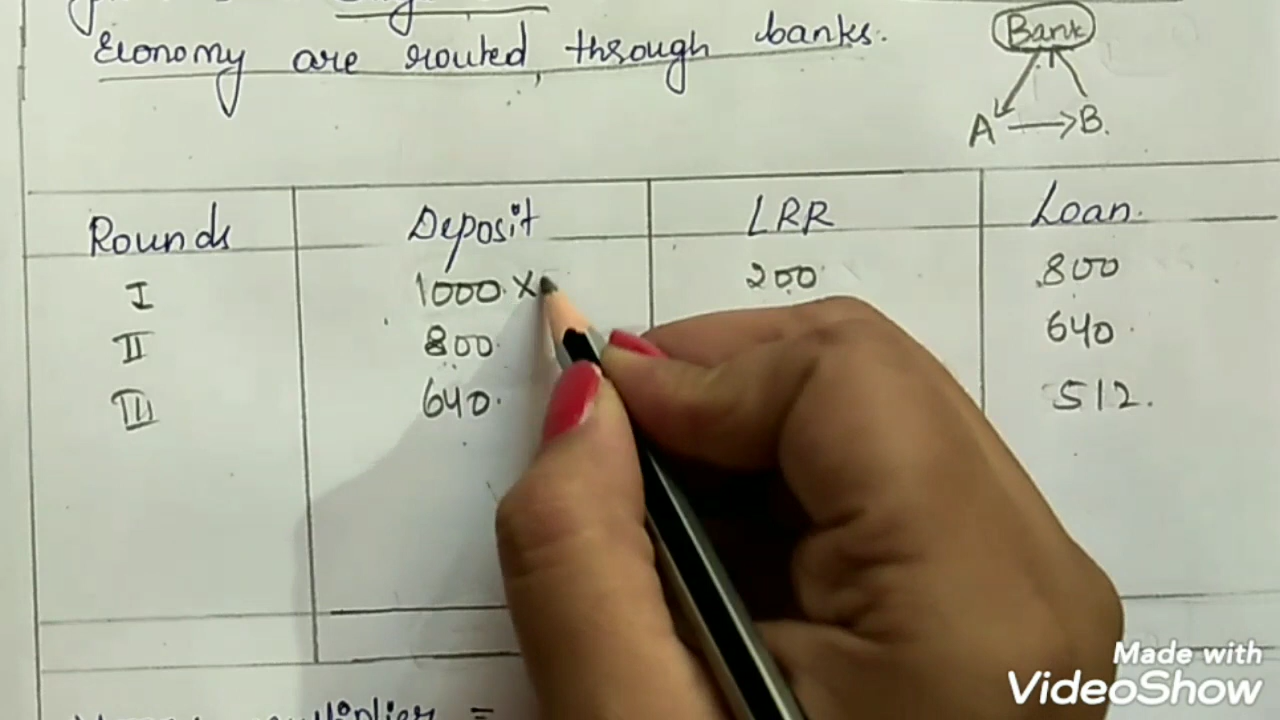 Economy are routed through banks.
Bank
A → B.
Rounds Deposit LRR Loan.
I 1000 × 200 800
II 800 640
III 640 512
multiplier =
Made with
VideoShow